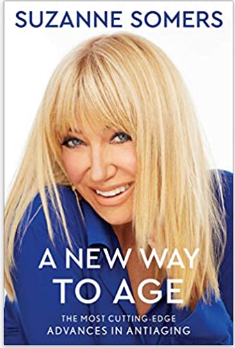 SUZANNE SOMERS
A NEW WAY
TO AGE
THE MOST CUTTING-EDGE
ADVANCES IN ANTIAGING